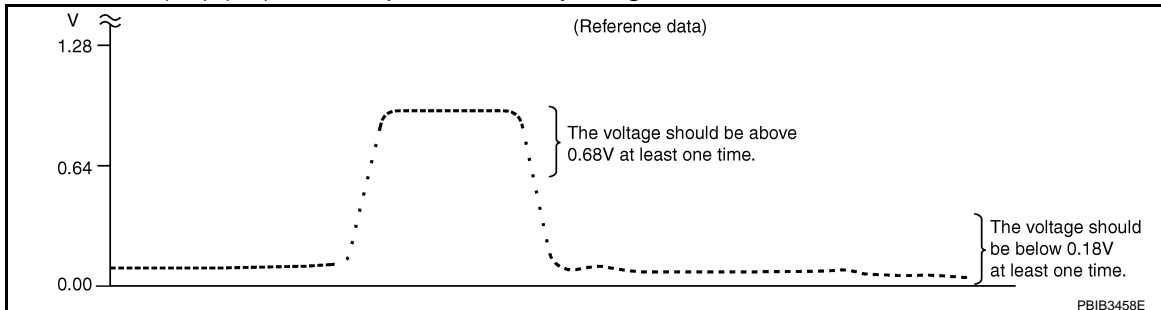 V
(Reference data)
1.28
The voltage should be above
0.68V at least one time.
0.64
The voltage should
be below 0.18V
at least one time.
0.00
PBIB3458E